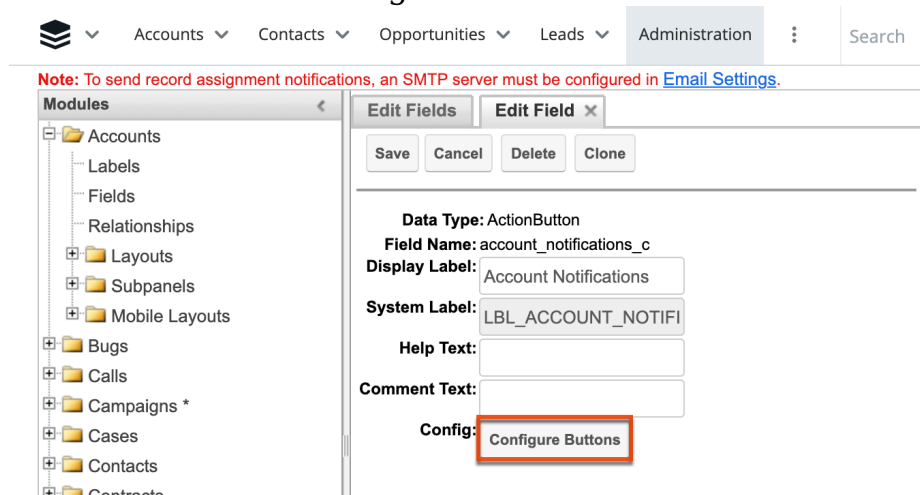 Accounts Contacts Opportunities Leads Administration Search
Note: To send record assignment notifications, an SMTP server must be configured in Email Settings.
Modules
Accounts
Labels
Fields
Relationships
Layouts
Subpanels
Mobile Layouts
Bugs
Calls
Campaigns *
Cases
Contacts
Contracts
Edit Fields Edit Field
Save Cancel Delete Clone
Data Type: ActionButton
Field Name: account_notifications_c
Display Label: Account Notifications
System Label: LBL_ACCOUNT_NOTIFI
Help Text:
Comment Text:
Config: Configure Buttons